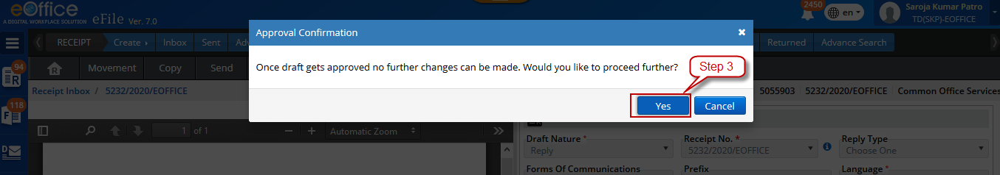 eOffice
A DIGITAL WORKPLACE SOLUTION
eFile Ver. 7.0
2450
en
Saroja Kumar Patro
TD(SKP)-EOFFICE
RECEIPT Create Inbox Sent Adv
Returned Advance Search
Approval Confirmation
Once draft gets approved no further changes can be made. Would you like to proceed further?
Step 3
Yes Cancel
94
R
118
F
D
R Movement Copy Send
Receipt Inbox / 5232/2020/EOFFICE
5055903 5232/2020/EOFFICE Common Office Services
1 of 1
Automatic Zoom
Draft Nature * Receipt No. * Reply Type
Reply 5232/2020/EOFFICE Choose One
Forms Of Communications Prefix Language *